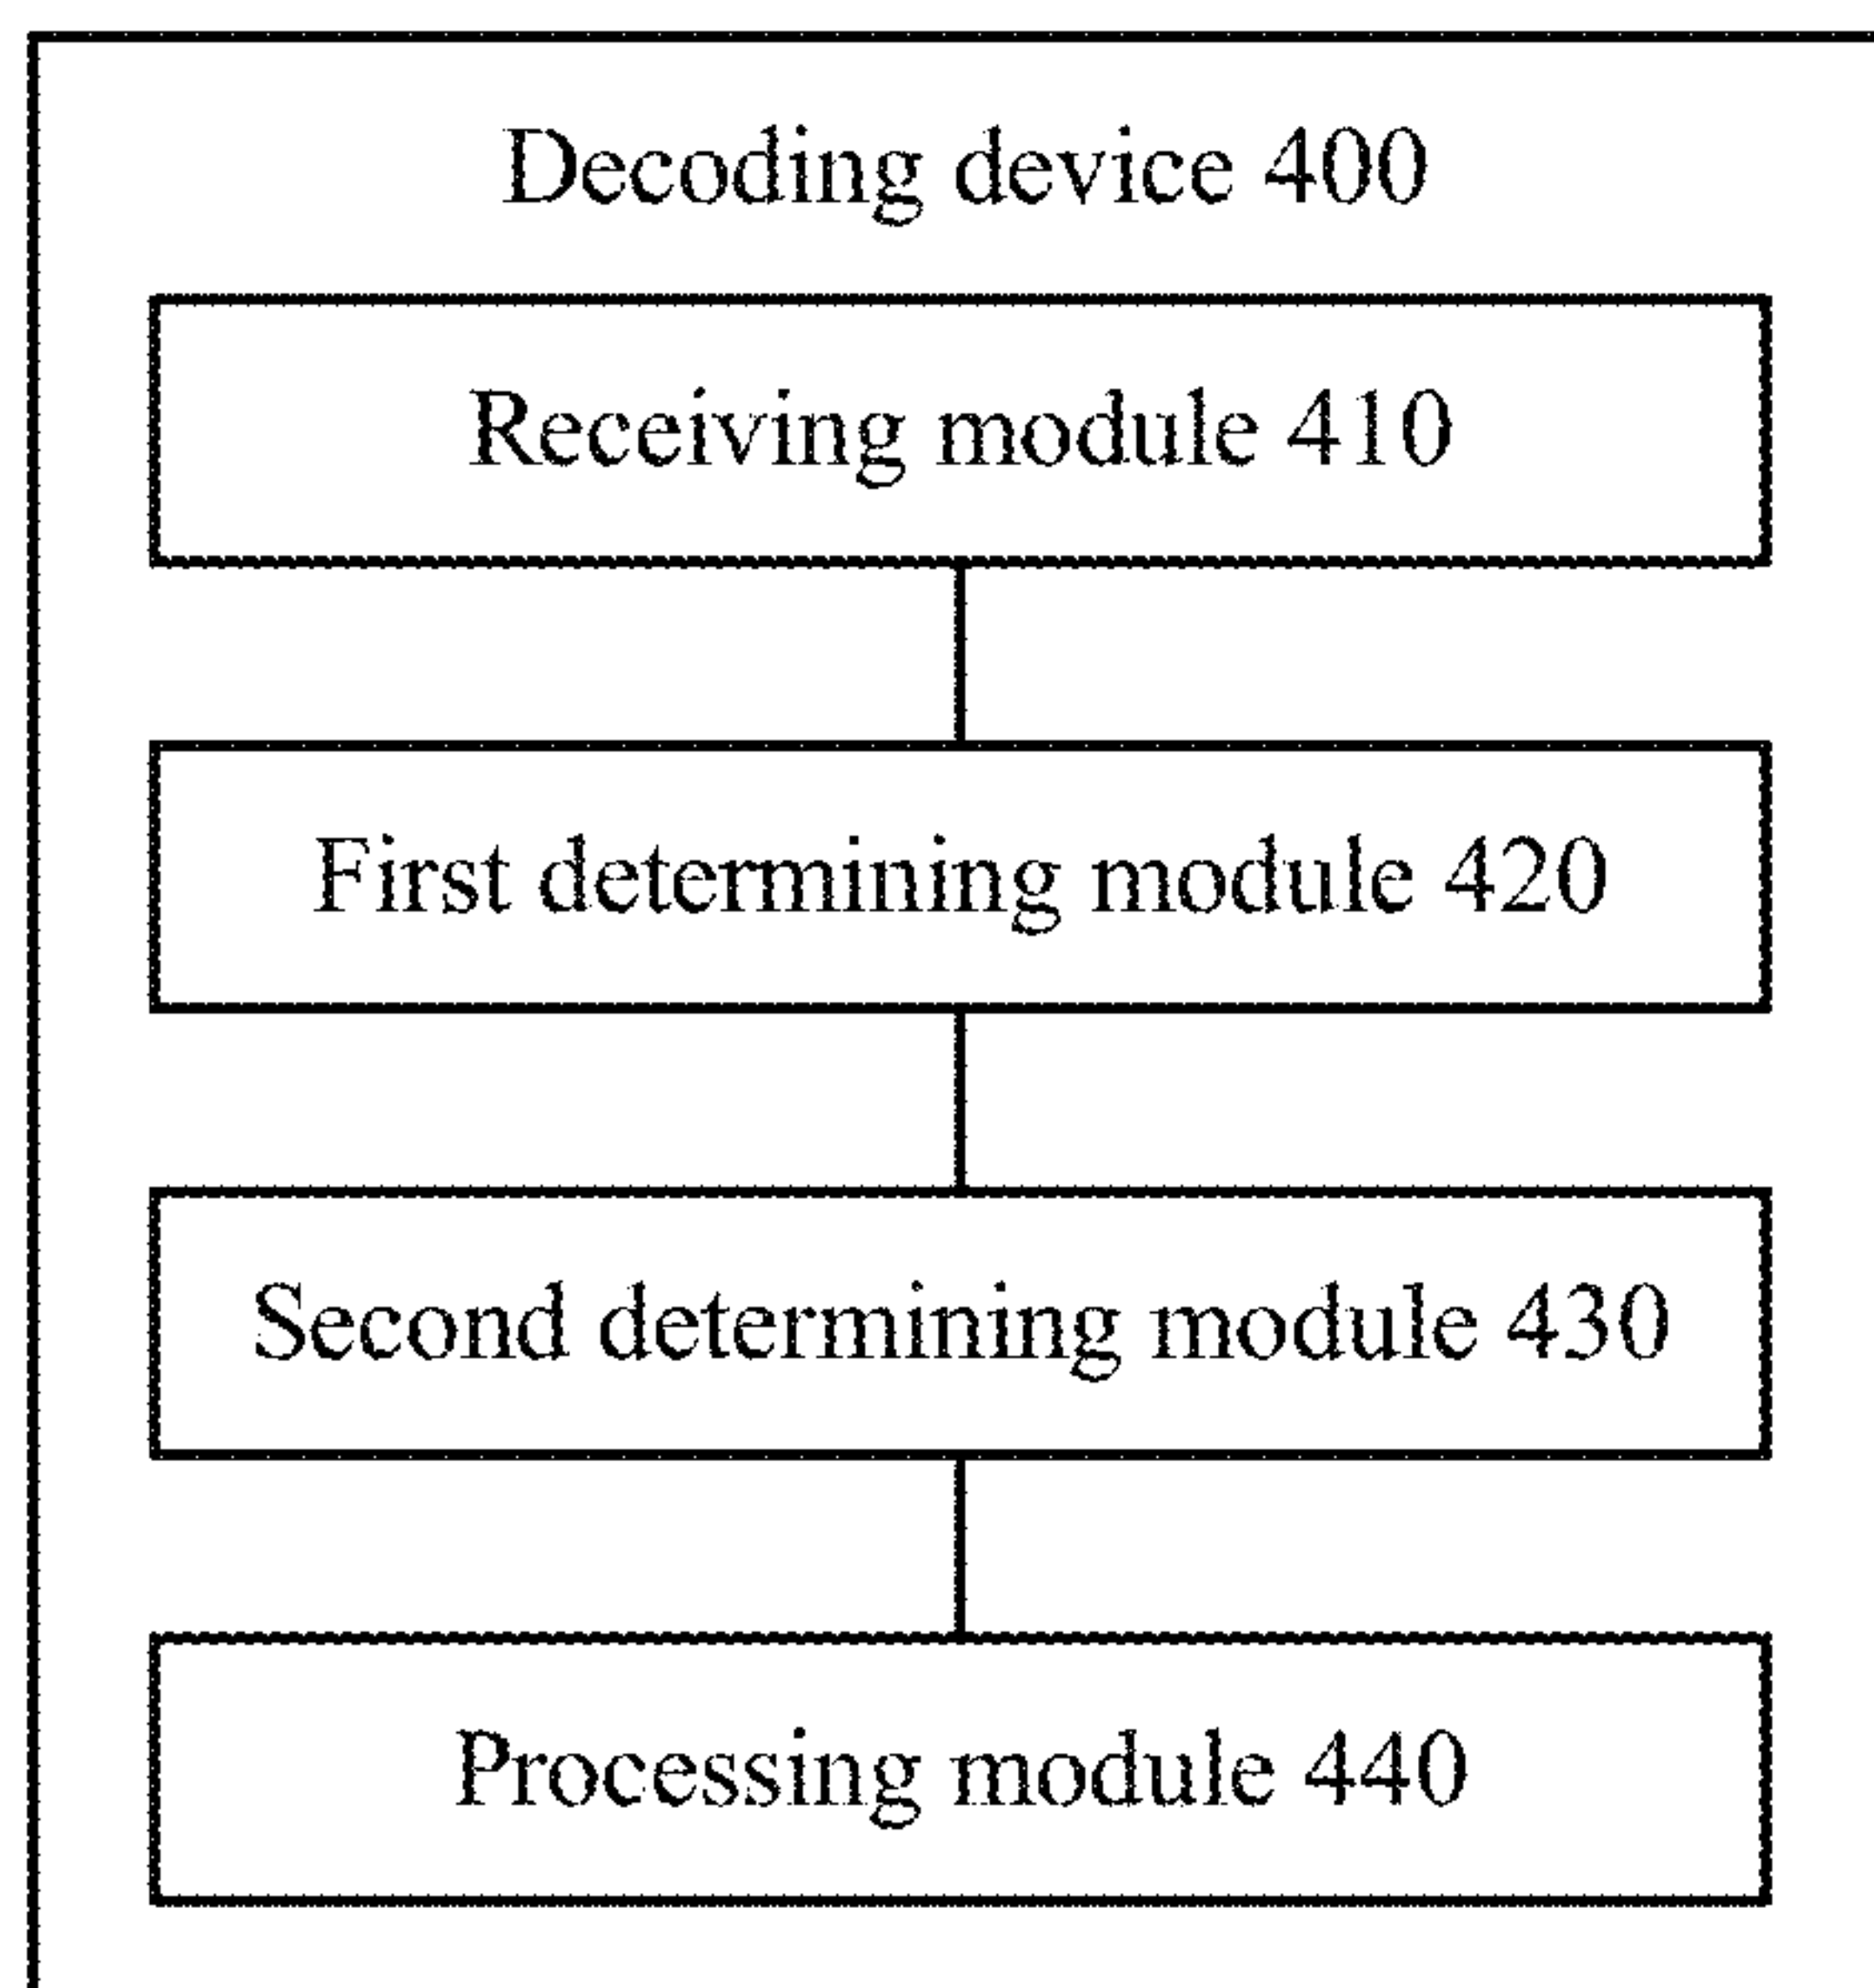 Decoding device 400
Receiving module 410
First determining module 420
Second determining module 430
Processing module 440